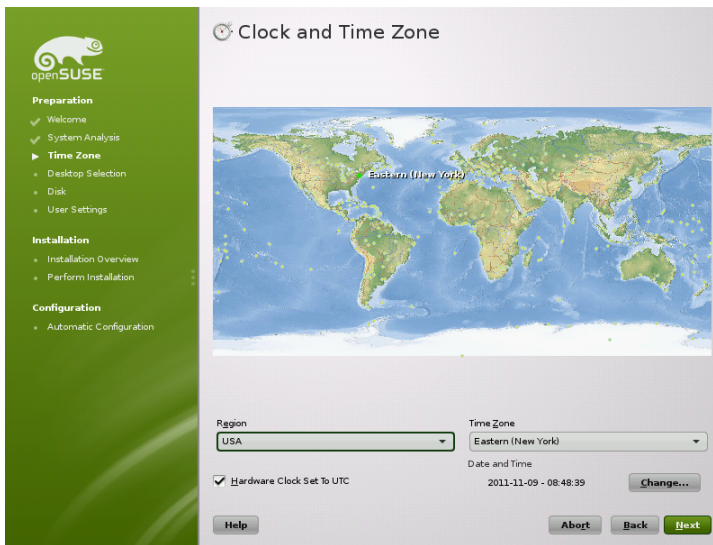 Clock and Time Zone
openSUSE
Preparation
Welcome
System Analysis
Time Zone
Desktop Selection
Disk
User Settings
Installation
Installation Overview
Perform Installation
Configuration
Automatic Configuration
Eastern (New York)
Region
USA
Time Zone
Eastern (New York)
Hardware Clock Set To UTC
Date and Time
2011-11-09 - 08:48:39
Change...
Help
Abort
Back
Next